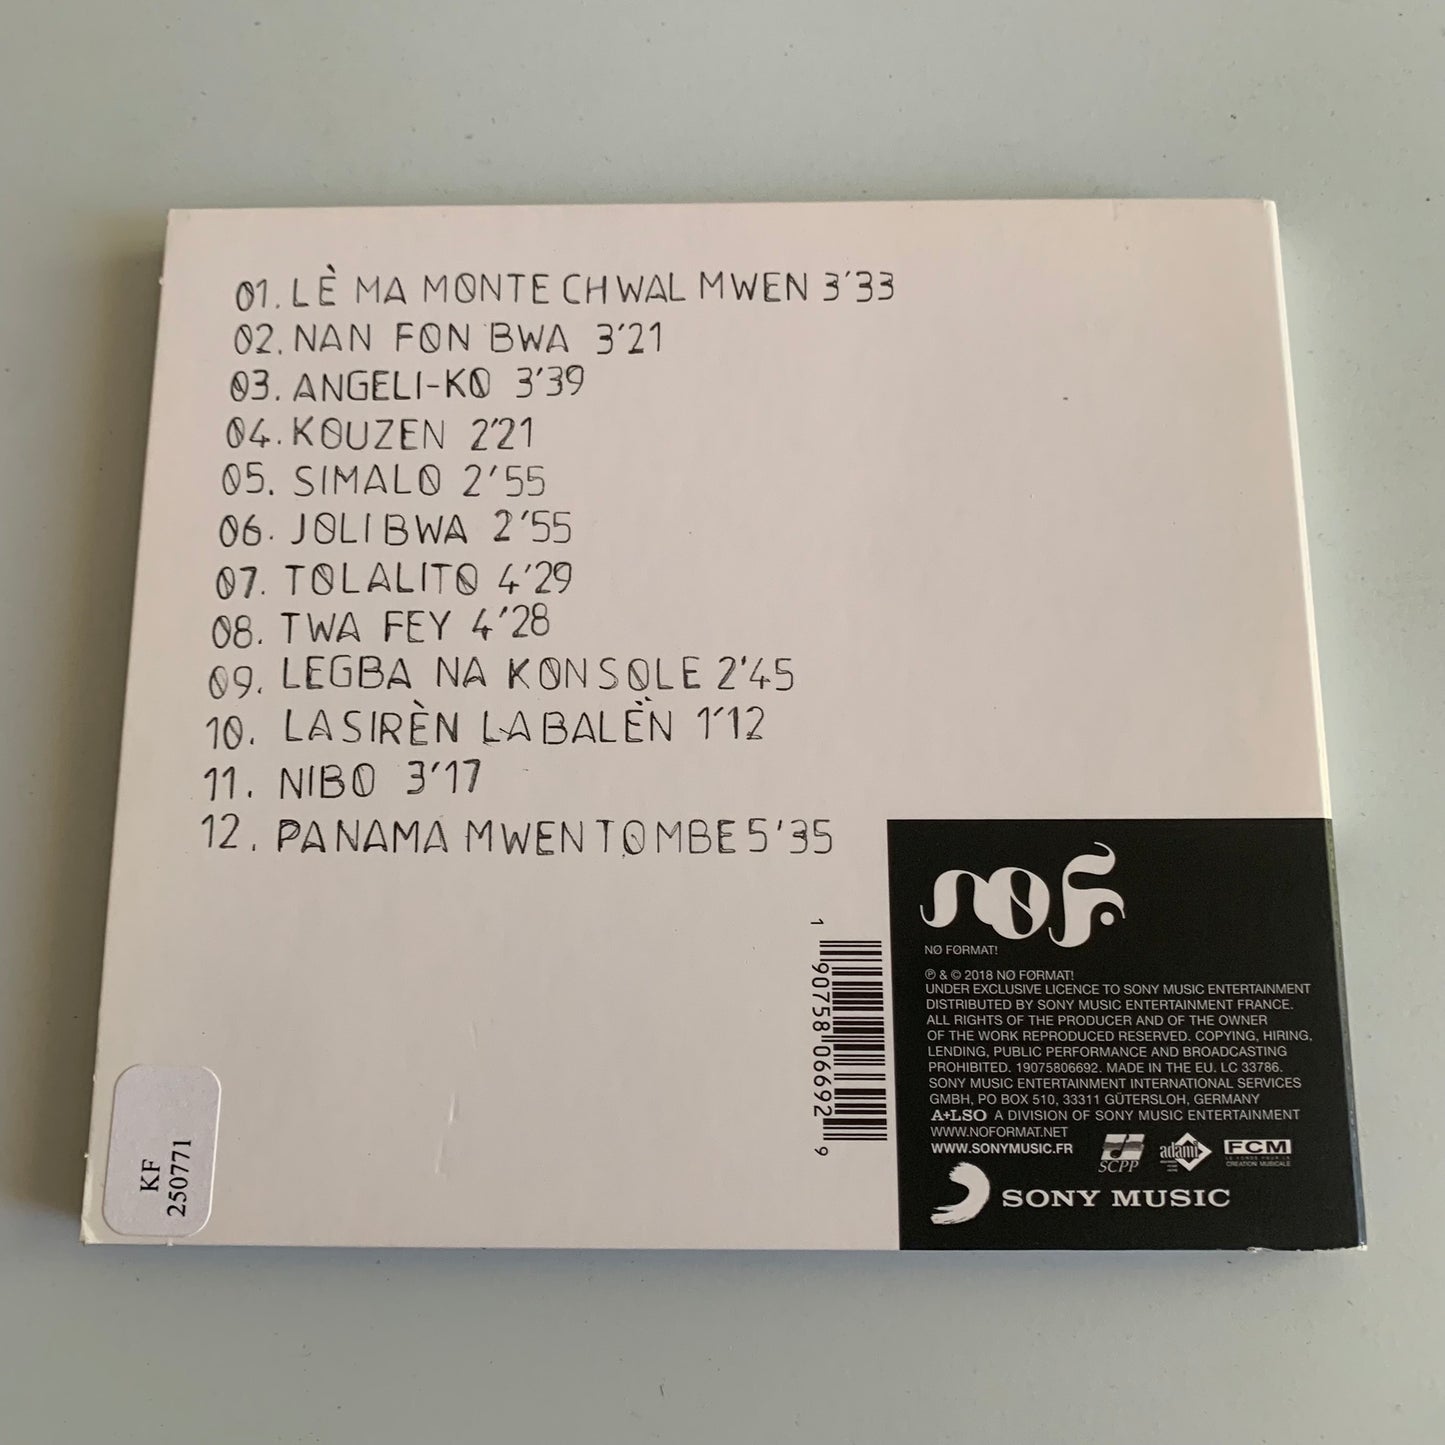 01. LÈ MA MONTE CHWAL MWEN 3'33
02. NAN FON BWA 3'21
03. ANGELI-KO 3'39
04. KOUZEN 2'21
05. SIMALO 2'55
06. JOLIBWA 2'55
07. TOLALITO 4'29
08. TWA FEY 4'28
09. LEGBA NA KONSOLE 2'45
10. LASIRÈN LABALÈN 1'12
11. NIBO 3'17
12. PANAMA MWEN TOMBE 5'35
nøf.
NØ FØRMAT!
℗ & © 2018 NØ FØRMAT!
UNDER EXCLUSIVE LICENCE TO SONY MUSIC ENTERTAINMENT
DISTRIBUTED BY SONY MUSIC ENTERTAINMENT FRANCE.
ALL RIGHTS OF THE PRODUCER AND OF THE OWNER
OF THE WORK REPRODUCED RESERVED. COPYING, HIRING,
LENDING, PUBLIC PERFORMANCE AND BROADCASTING
PROHIBITED. 19075806692. MADE IN THE EU. LC 33786.
SONY MUSIC ENTERTAINMENT INTERNATIONAL SERVICES
GMBH, PO BOX 510, 33311 GÜTERSLOH, GERMANY
A+LSO A DIVISION OF SONY MUSIC ENTERTAINMENT
WWW.NOFORMAT.NET
WWW.SONYMUSIC.FR
SCPP
adami
FCM
LE FONDS POUR LA
CREATION MUSICALE
SONY MUSIC
1 90758 06692 9
KF
250771